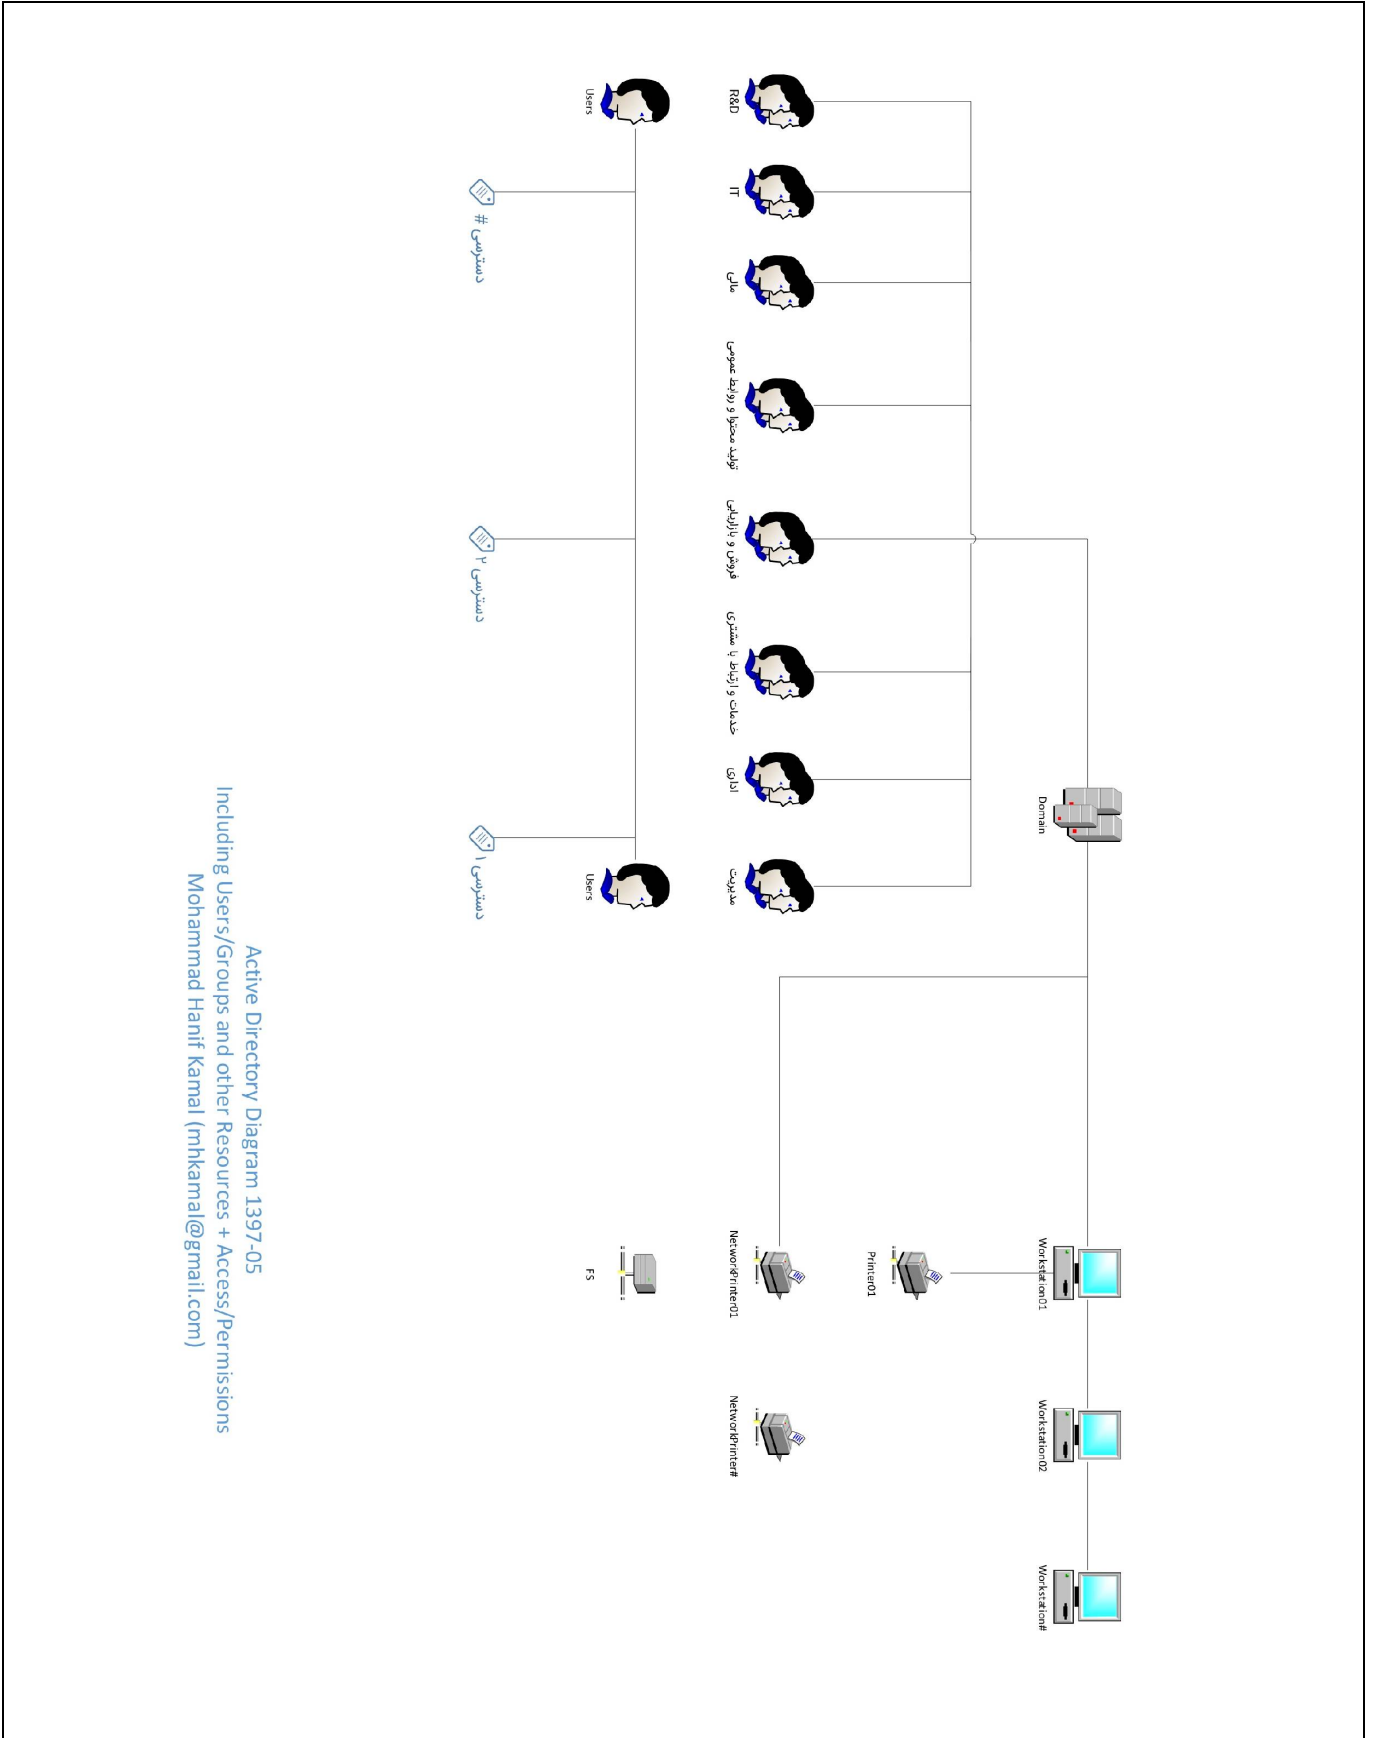 Domain
Workstation01
Workstation02
Workstation#
Printer01
R&D
IT
مالی
تولید محتوا و روابط عمومی
فروش و بازاریابی
خدمات و ارتباط با مشتری
اداری
مدیریت
NetworkPrinter01
NetworkPrinter#
Users
Users
FS
دسترسی #
دسترسی ۲
دسترسی ۱
Active Directory Diagram 1397-05
Including Users/Groups and other Resources + Access/Permissions
Mohammad Hanif Kamal (mhkamal@gmail.com)